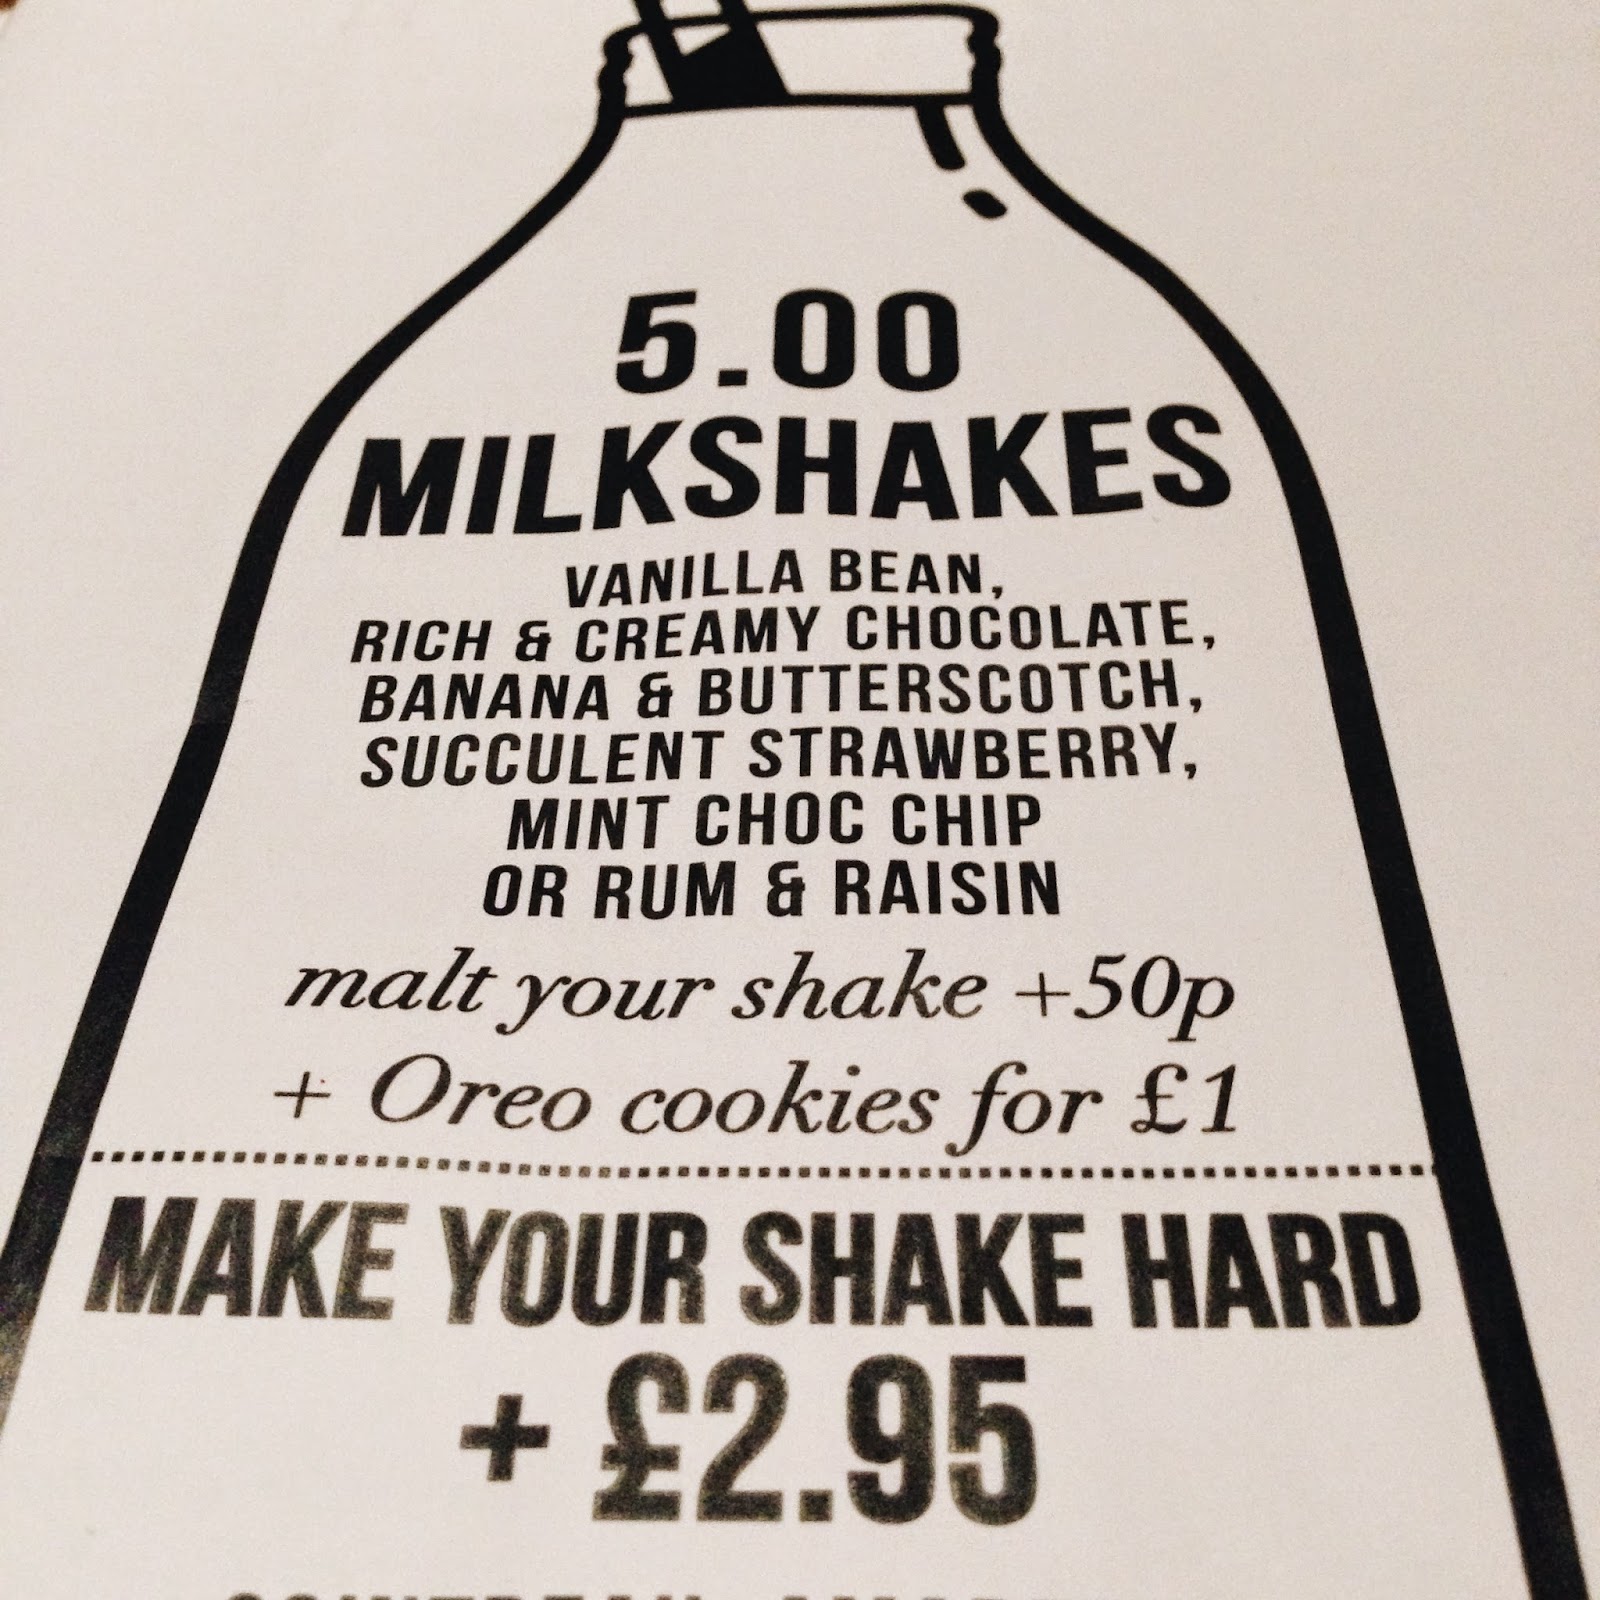 5.00
MILKSHAKES
VANILLA BEAN,
RICH & CREAMY CHOCOLATE,
BANANA & BUTTERSCOTCH,
SUCCULENT STRAWBERRY,
MINT CHOC CHIP
OR RUM & RAISIN
malt your shake +50p
+ Oreo cookies for £1
MAKE YOUR SHAKE HARD
+ £2.95